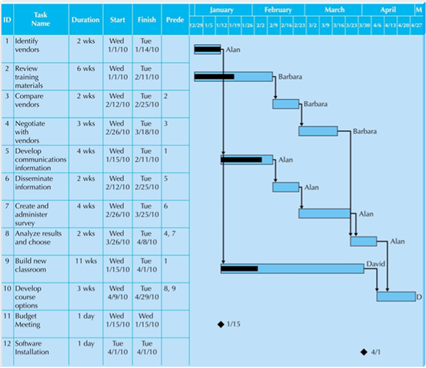 January February March April M
ID Task Name Duration Start Finish Prede 12/29 1/5 1/12 1/19 1/26 2/2 2/9 2/16 2/23 3/2 3/9 3/16 3/23 3/30 4/6 4/13 4/20 4/27
1 Identify vendors 2 wks Wed 1/1/10 Tue 1/14/10 Alan
2 Review training materials 6 wks Wed 1/1/10 Tue 2/11/10 Barbara
3 Compare vendors 2 wks Wed 2/12/10 Tue 2/25/10 2 Barbara
4 Negotiate with vendors 3 wks Wed 2/26/10 Tue 3/18/10 3 Barbara
5 Develop communications information 4 wks Wed 1/15/10 Tue 2/11/10 1 Alan
6 Disseminate information 2 wks Wed 2/12/10 Tue 2/25/10 5 Alan
7 Create and administer survey 4 wks Wed 2/26/10 Tue 3/25/10 6 Alan
8 Analyze results and choose 2 wks Wed 3/26/10 Tue 4/8/10 4, 7 Alan
9 Build new classroom 11 wks Wed 1/15/10 Tue 4/1/10 1 David
10 Develop course options 3 wks Wed 4/9/10 Tue 4/29/10 8, 9 D
11 Budget Meeting 1 day Wed 1/15/10 Wed 1/15/10 1/15
12 Software Installation 1 day Tue 4/1/10 Tue 4/1/10 4/1